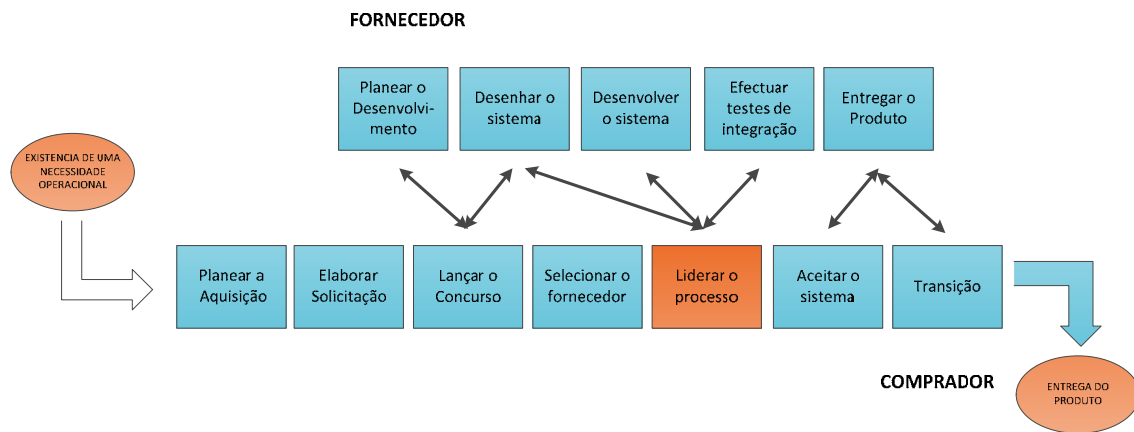 FORNECEDOR
Planear o
Desenvolvi-
mento
Desenhar o
sistema
Desenvolver
o sistema
Efectuar
testes de
integração
Entregar o
Produto
EXISTENCIA DE UMA
NECESSIDADE
OPERACIONAL
Planear a
Aquisição
Elaborar
Solicitação
Lançar o
Concurso
Selecionar o
fornecedor
Liderar o
processo
Aceitar o
sistema
Transição
COMPRADOR
ENTREGA DO
PRODUTO